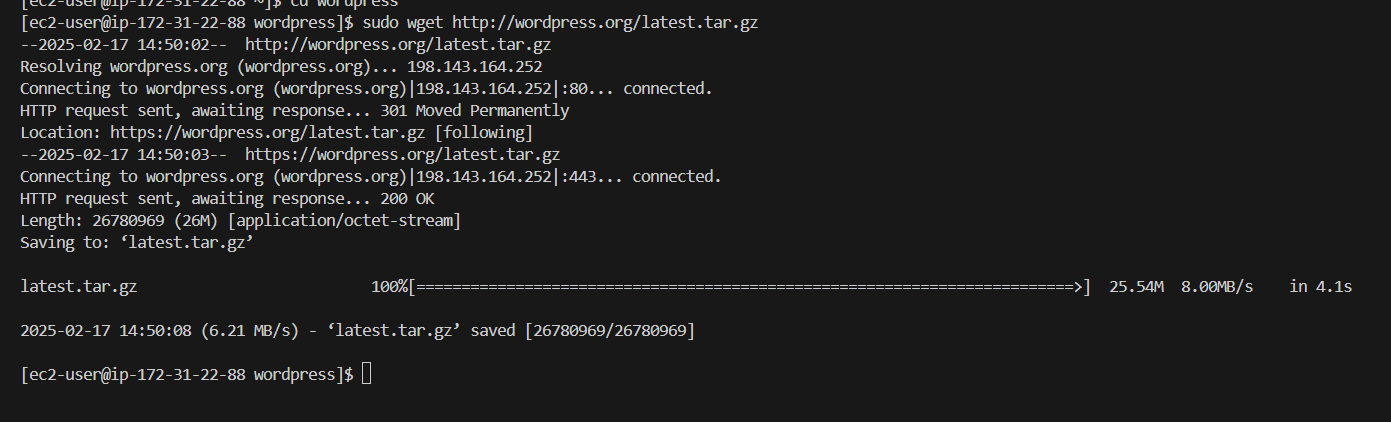 [ec2-user@ip-172-31-22-88 ~]$ cd wordpress
[ec2-user@ip-172-31-22-88 wordpress]$ sudo wget http://wordpress.org/latest.tar.gz
--2025-02-17 14:50:02--  http://wordpress.org/latest.tar.gz
Resolving wordpress.org (wordpress.org)... 198.143.164.252
Connecting to wordpress.org (wordpress.org)|198.143.164.252|:80... connected.
HTTP request sent, awaiting response... 301 Moved Permanently
Location: https://wordpress.org/latest.tar.gz [following]
--2025-02-17 14:50:03--  https://wordpress.org/latest.tar.gz
Connecting to wordpress.org (wordpress.org)|198.143.164.252|:443... connected.
HTTP request sent, awaiting response... 200 OK
Length: 26780969 (26M) [application/octet-stream]
Saving to: ‘latest.tar.gz’
latest.tar.gz                          100%[=========================================================================>]  25.54M  8.00MB/s    in 4.1s
2025-02-17 14:50:08 (6.21 MB/s) - ‘latest.tar.gz’ saved [26780969/26780969]
[ec2-user@ip-172-31-22-88 wordpress]$